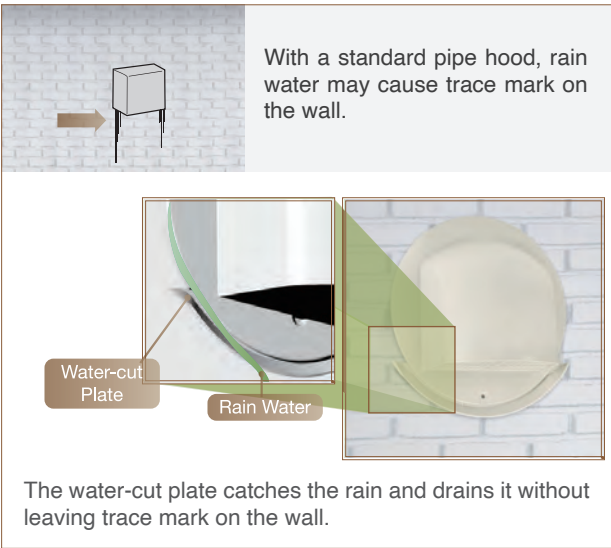 With a standard pipe hood, rain
water may cause trace mark on
the wall.
Water-cut
Plate
Rain Water
The water-cut plate catches the rain and drains it without
leaving trace mark on the wall.